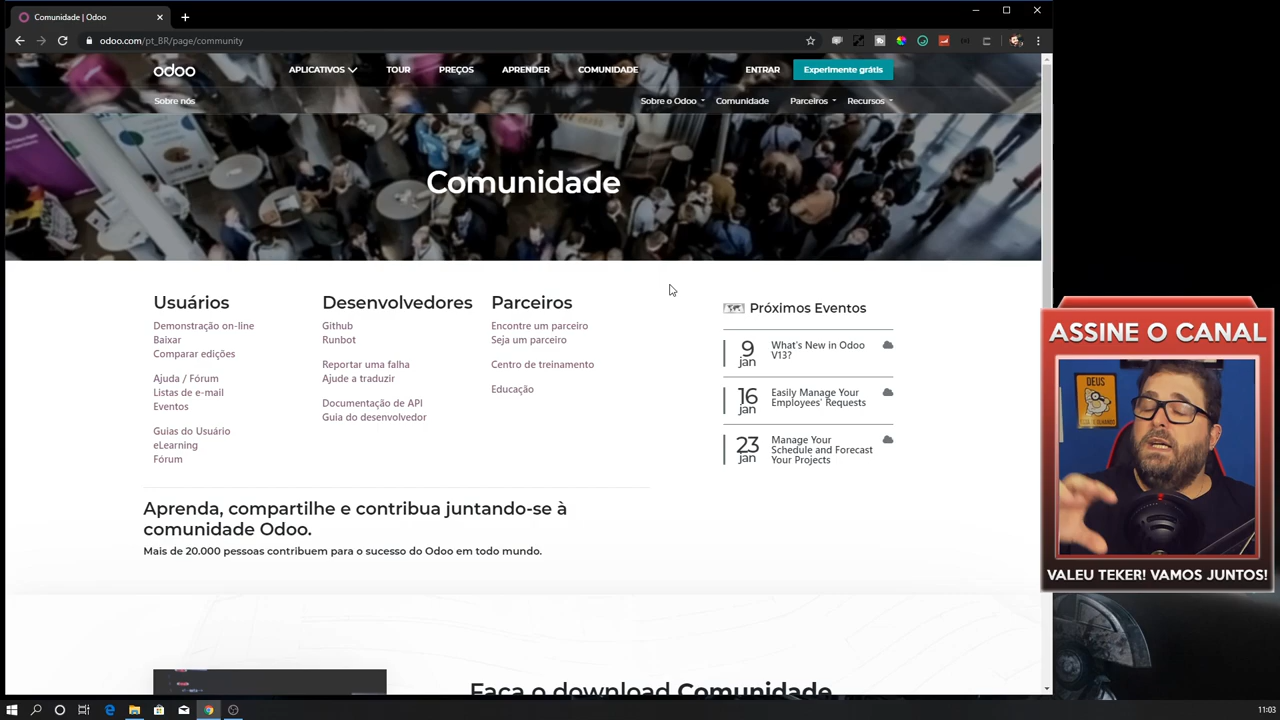 Comunidade | Odoo
odoo.com/pt_BR/page/community
odoo
APLICATIVOS
TOUR
PREÇOS
APRENDER
COMUNIDADE
ENTRAR
Experimente grátis
Sobre nós
Sobre o Odoo
Comunidade
Parceiros
Recursos
Comunidade
Usuários
Demonstração on-line
Baixar
Comparar edições
Ajuda / Fórum
Listas de e-mail
Eventos
Guias do Usuário
eLearning
Fórum
Desenvolvedores
Github
Runbot
Reportar uma falha
Ajude a traduzir
Documentação de API
Guia do desenvolvedor
Parceiros
Encontre um parceiro
Seja um parceiro
Centro de treinamento
Educação
Próximos Eventos
9
jan
What's New in Odoo
V13?
16
jan
Easily Manage Your
Employees' Requests
23
jan
Manage Your
Schedule and Forecast
Your Projects
Aprenda, compartilhe e contribua juntando-se à
comunidade Odoo.
Mais de 20.000 pessoas contribuem para o sucesso do Odoo em todo mundo.
Faça o download Comunidade
ASSINE O CANAL
DEUS
VALEU TEKER! VAMOS JUNTOS!
11:03